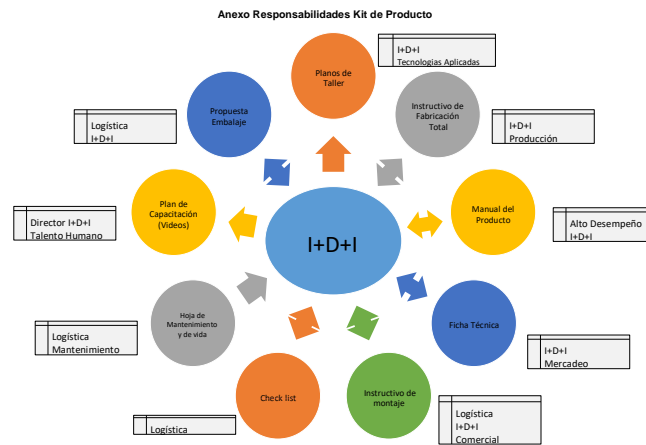 Anexo Responsabilidades Kit de Producto
Planos de
Taller
I+D+I
Tecnologías Aplicadas
Instructivo de
Fabricación
Total
I+D+I
Producción
Manual del
Producto
Alto Desempeño
I+D+I
Ficha Técnica
I+D+I
Mercadeo
Instructivo de
montaje
Logística
I+D+I
Comercial
Check list
Logística
Hoja de
Mantenimiento
y de vida
Logística
Mantenimiento
Plan de
Capacitación
(Videos)
Director I+D+I
Talento Humano
Propuesta
Embalaje
Logística
I+D+I
I+D+I